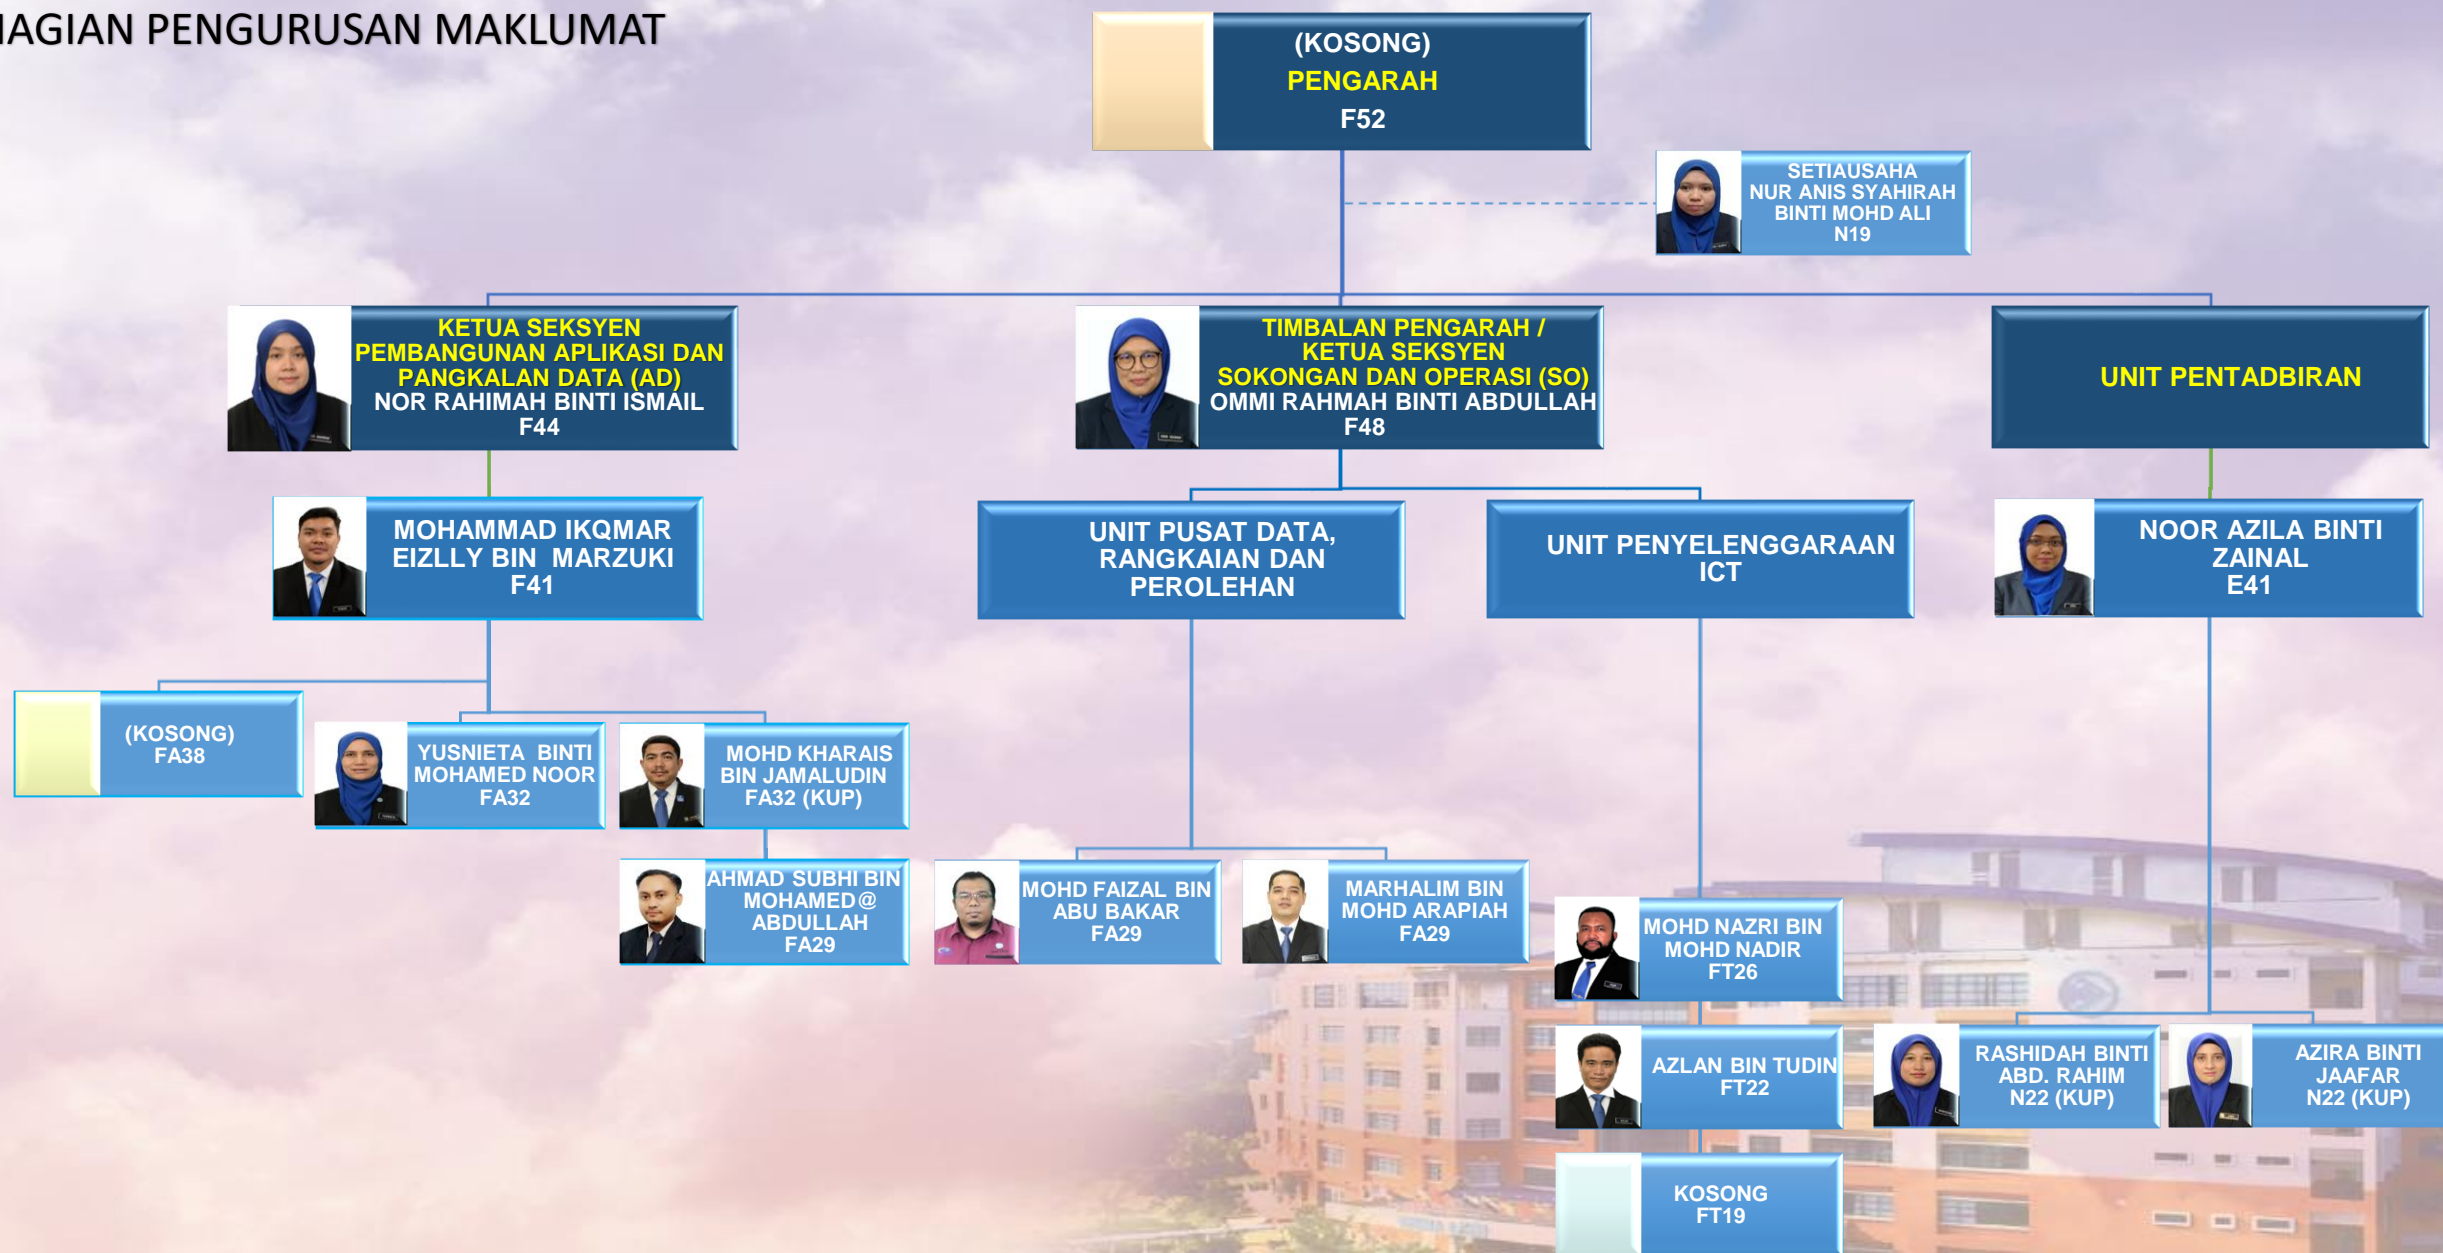 HAGIAN PENGURUSAN MAKLUMAT
(KOSONG)
PENGARAH
F52
SETIAUSAHA
NUR ANIS SYAHIRAH
BINTI MOHD ALI
N19
KETUA SEKSYEN
PEMBANGUNAN APLIKASI DAN
PANGKALAN DATA (AD)
NOR RAHIMAH BINTI ISMAIL
F44
TIMBALAN PENGARAH /
KETUA SEKSYEN
SOKONGAN DAN OPERASI (SO)
OMMI RAHMAH BINTI ABDULLAH
F48
UNIT PENTADBIRAN
MOHAMMAD IKQMAR
EIZLLY BIN MARZUKI
F41
UNIT PUSAT DATA,
RANGKAIAN DAN
PEROLEHAN
UNIT PENYELENGGARAAN
ICT
NOOR AZILA BINTI
ZAINAL
E41
(KOSONG)
FA38
YUSNIETA BINTI
MOHAMED NOOR
FA32
MOHD KHARAIS
BIN JAMALUDIN
FA32 (KUP)
AHMAD SUBHI BIN
MOHAMED@
ABDULLAH
FA29
MOHD FAIZAL BIN
ABU BAKAR
FA29
MARHALIM BIN
MOHD ARAPIAH
FA29
MOHD NAZRI BIN
MOHD NADIR
FT26
AZLAN BIN TUDIN
FT22
KOSONG
FT19
RASHIDAH BINTI
ABD. RAHIM
N22 (KUP)
AZIRA BINTI
JAAFAR
N22 (KUP)